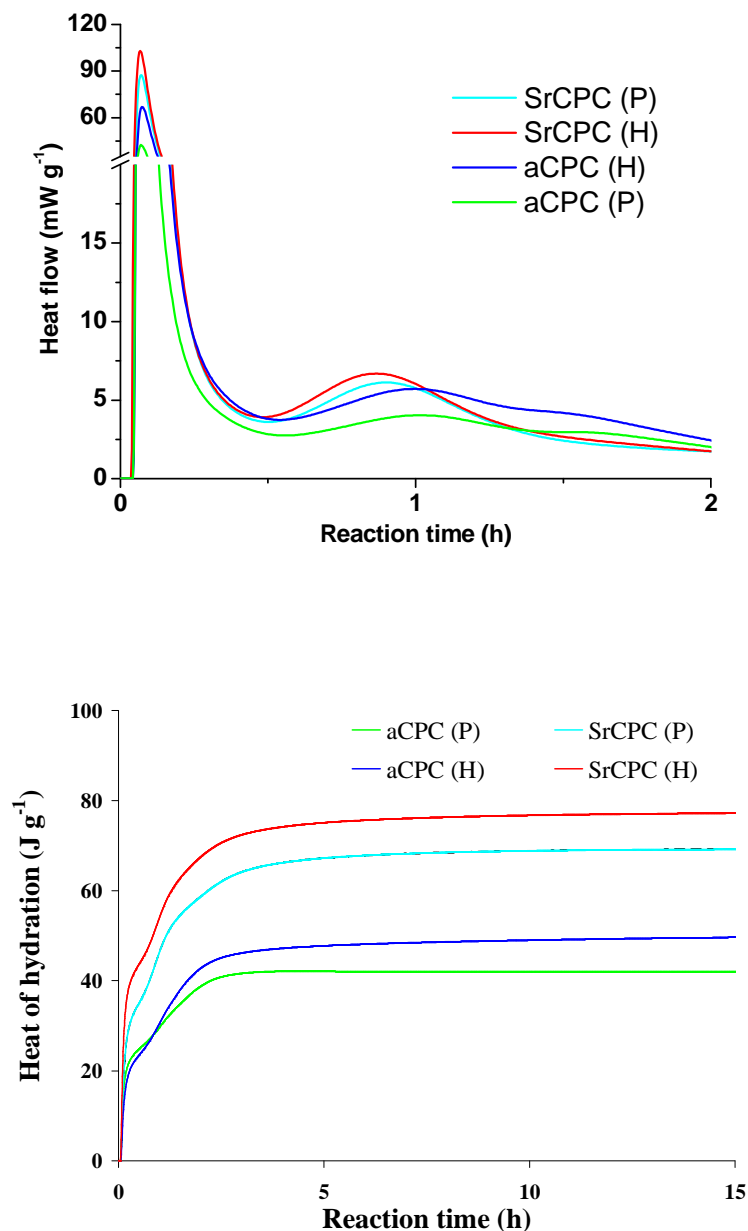 120
90
60
15
10
5
0
Heat flow (mW g⁻¹)
SrCPC (P)
SrCPC (H)
aCPC (H)
aCPC (P)
0 1 2
Reaction time (h)
100
80
60
40
20
0
Heat of hydration (J g⁻¹)
aCPC (P) SrCPC (P)
aCPC (H) SrCPC (H)
0 5 10 15
Reaction time (h)